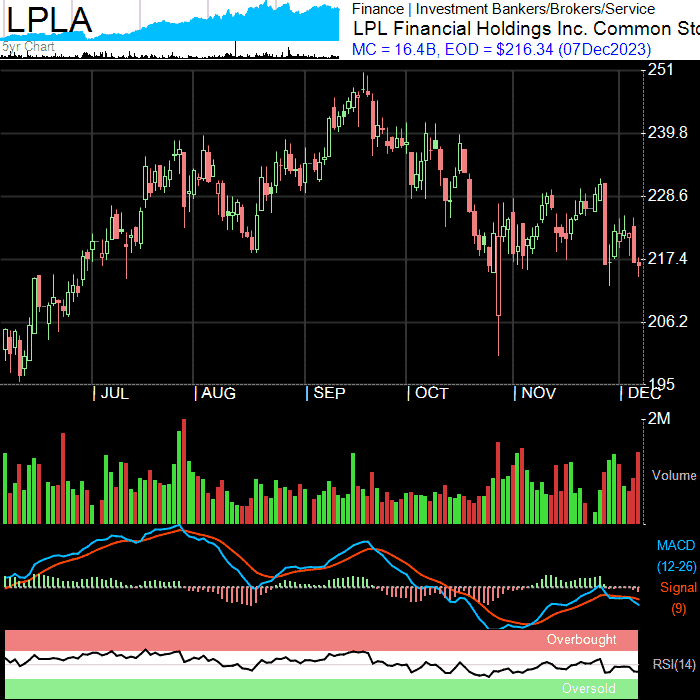 LPLA
5yr Chart
Finance | Investment Bankers/Brokers/Service
LPL Financial Holdings Inc. Common Sto
MC = 16.4B, EOD = $216.34 (07Dec2023)
251
239.8
228.6
217.4
206.2
195
| JUL | AUG | SEP | OCT | NOV | DEC
2M
Volume
MACD
(12-26)
Signal
(9)
Overbought
RSI(14)
Oversold